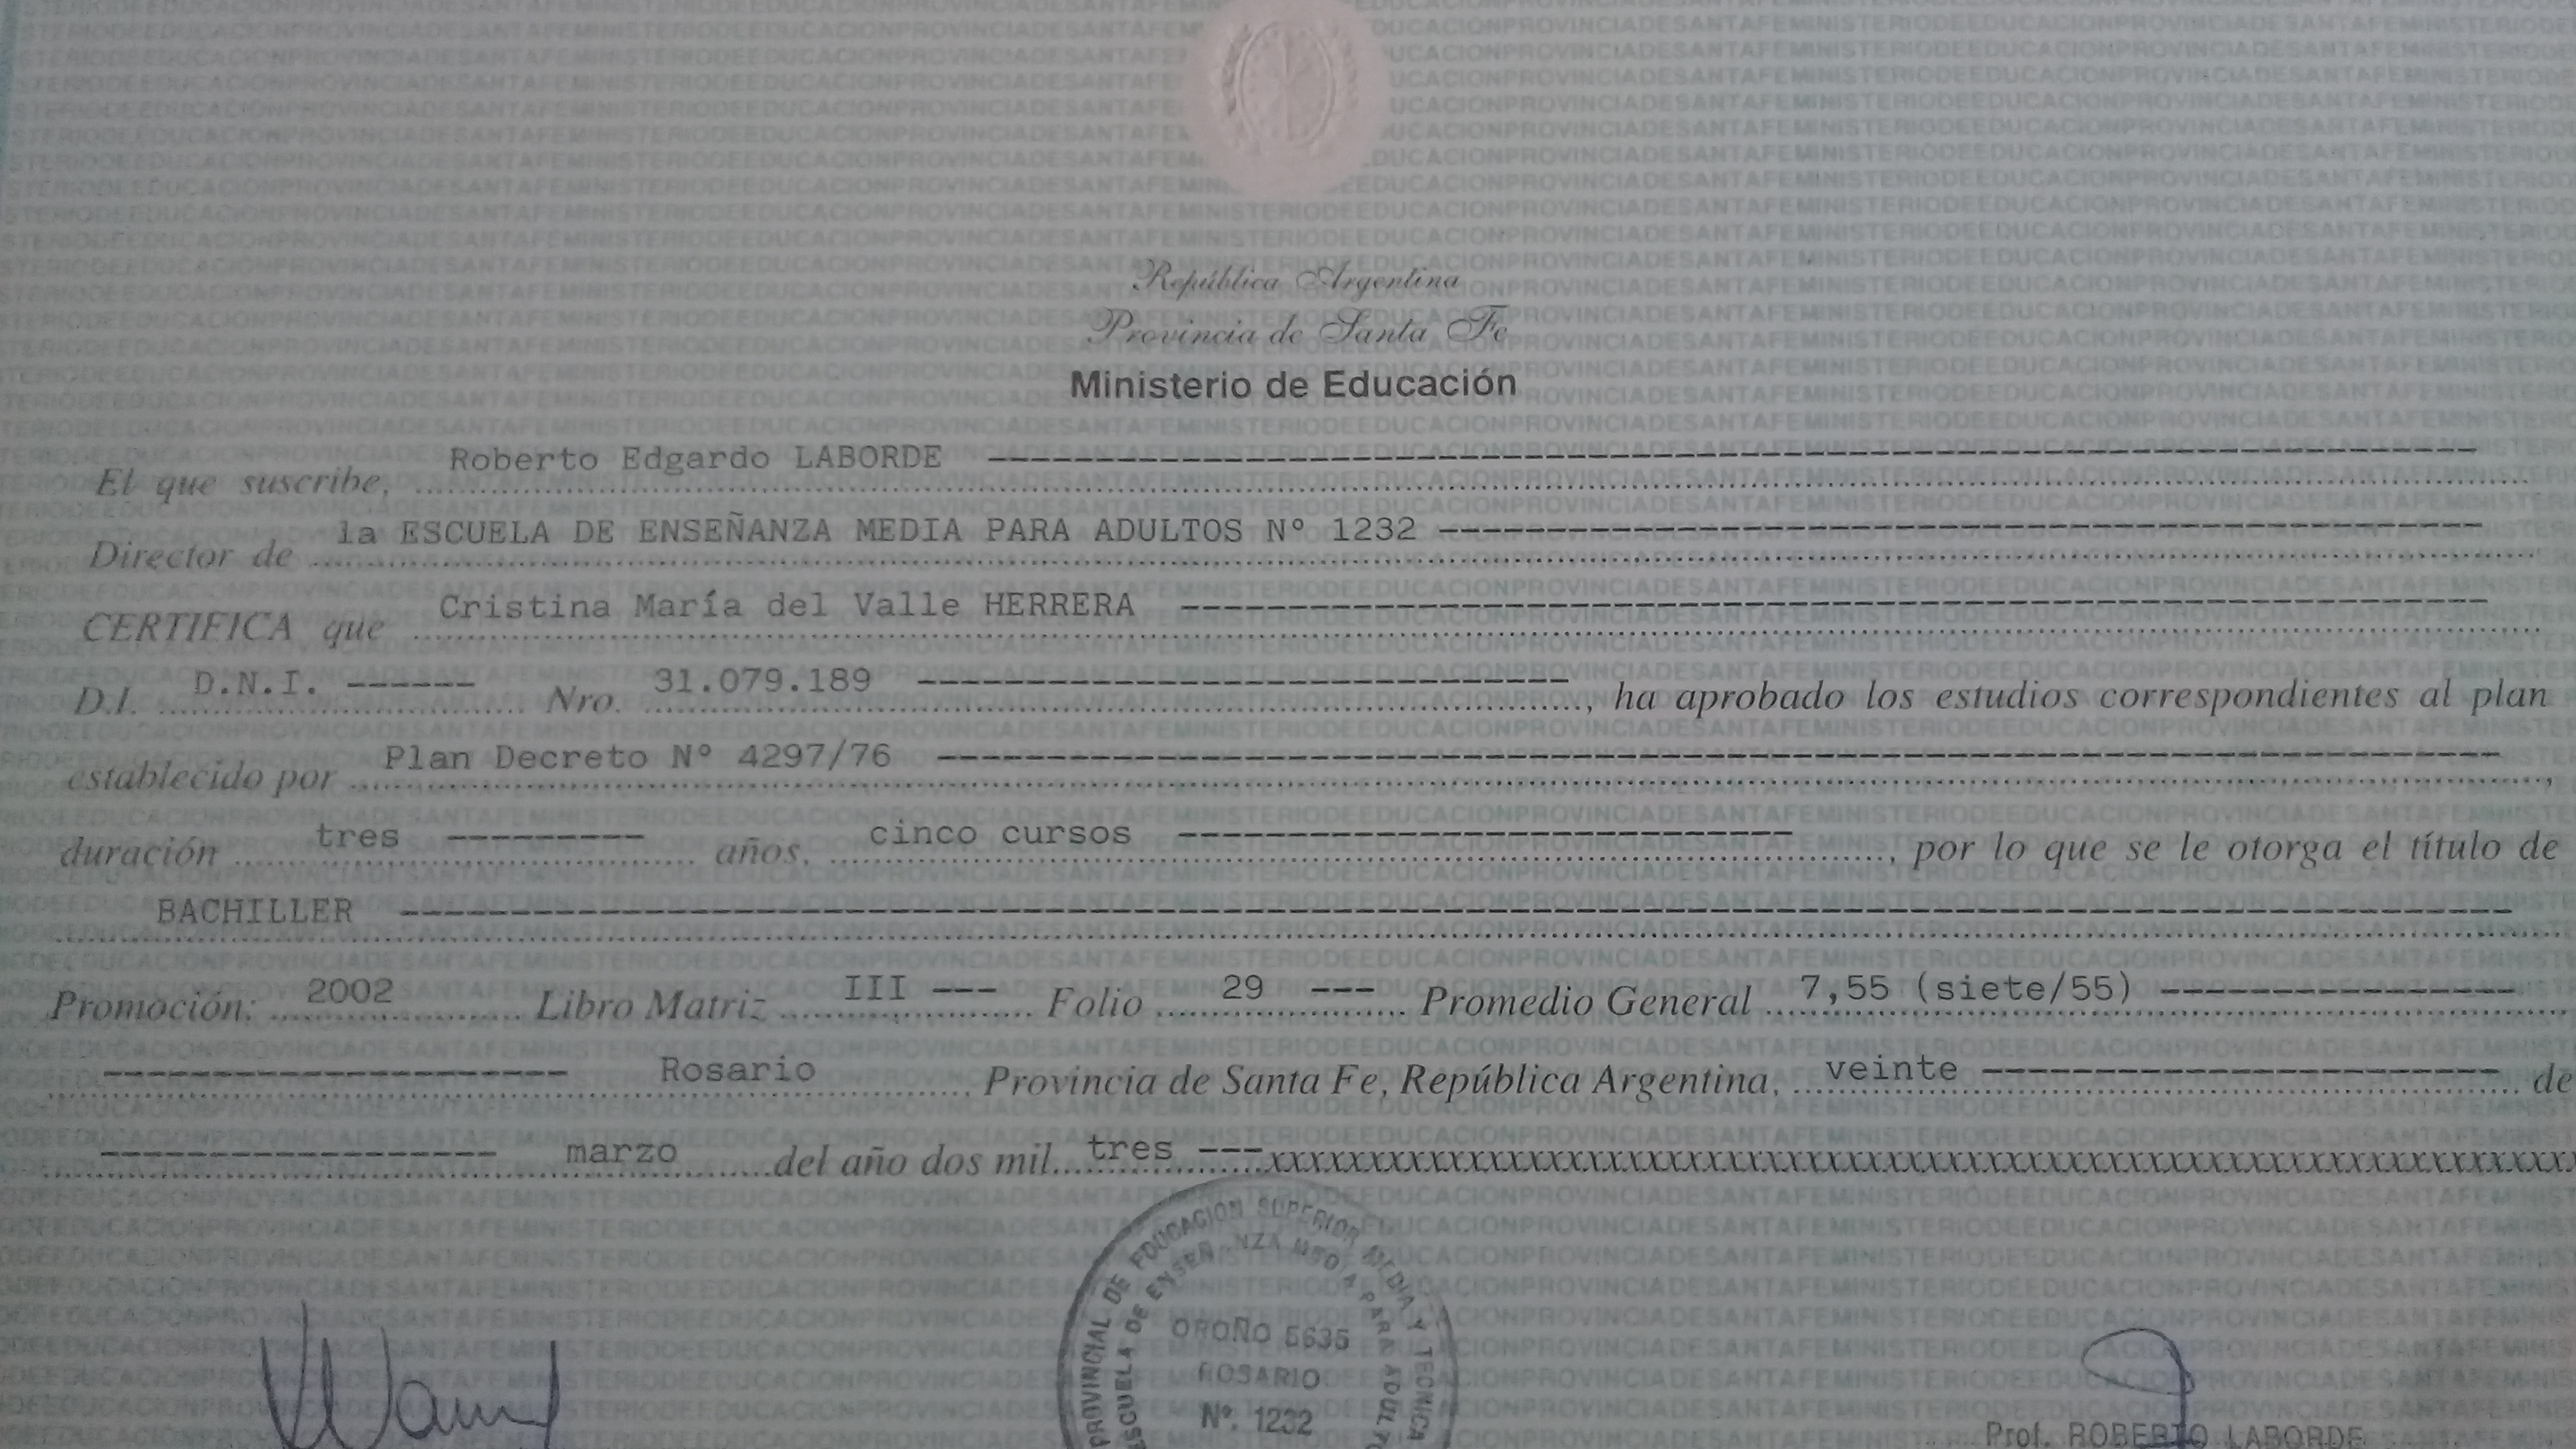 República Argentina
Provincia de Santa Fe
Ministerio de Educación
El que suscribe, Roberto Edgardo LABORDE
Director de la ESCUELA DE ENSEÑANZA MEDIA PARA ADULTOS Nº 1232
CERTIFICA que Cristina María del Valle HERRERA
D.I. D.N.I. ------ Nro. 31.079.189 ------, ha aprobado los estudios correspondientes al plan
establecido por Plan Decreto Nº 4297/76
duración tres -------- años, cinco cursos ------, por lo que se le otorga el título de
BACHILLER
Promoción: 2002 Libro Matriz III --- Folio 29 --- Promedio General 7,55 (siete/55)
Rosario Provincia de Santa Fe, República Argentina, veinte ------ de
marzo del año dos mil tres ---xxxxxxxxxxxxxxxxxxxxxxxxxxxxxxxxxxxxxxxx
PROVINCIAL DE EDUCACION SUPERIOR
ESCUELA DE ENSEÑANZA
OROÑO 5635
ROSARIO
Nº. 1232
TECNICA
Prof. ROBERTO LABORDE